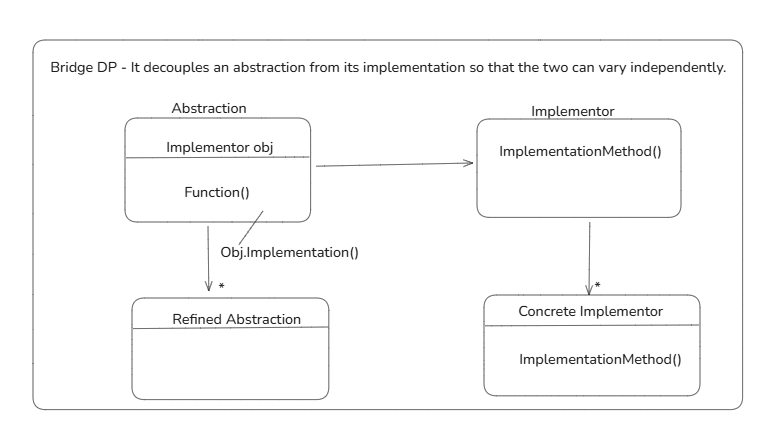 Bridge DP - It decouples an abstraction from its implementation so that the two can vary independently.
Abstraction
Implementor obj
Function()
Obj.Implementation()
*
Refined Abstraction
Implementor
ImplementationMethod()
*
Concrete Implementor
ImplementationMethod()